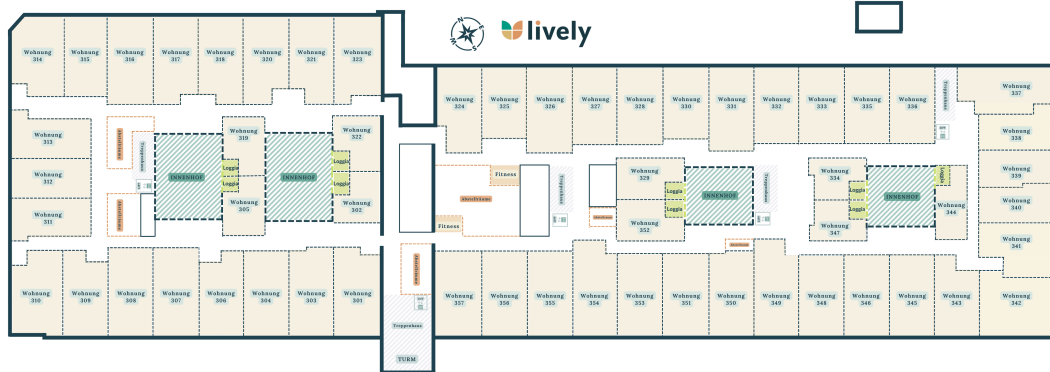 N
E
S
W
lively
Wohnung
314
Wohnung
315
Wohnung
316
Wohnung
317
Wohnung
318
Wohnung
320
Wohnung
321
Wohnung
323
Wohnung
324
Wohnung
325
Wohnung
326
Wohnung
327
Wohnung
328
Wohnung
330
Wohnung
331
Wohnung
332
Wohnung
333
Wohnung
335
Wohnung
336
Treppenhaus
Wohnung
337
Wohnung
313
Abstellräume
Treppenhaus
Wohnung
319
Wohnung
322
Wohnung
338
Loggia
Loggia
INNENHOF
INNENHOF
Loggia
Loggia
Wohnung
312
Fitness
Treppenhaus
Wohnung
329
Treppenhaus
Wohnung
334
Loggia
Wohnung
339
Loggia
INNENHOF
Loggia
INNENHOF
Abstellräume
Loggia
Loggia
Wohnung
311
Abstellräume
Wohnung
305
Wohnung
302
Wohnung
340
Wohnung
344
Abstellräume
Fitness
Wohnung
352
Wohnung
347
Abstellräume
Wohnung
341
Abstellräume
Wohnung
310
Wohnung
309
Wohnung
308
Wohnung
307
Wohnung
306
Wohnung
304
Wohnung
303
Wohnung
301
Wohnung
357
Wohnung
356
Wohnung
355
Wohnung
354
Wohnung
353
Wohnung
351
Wohnung
350
Wohnung
349
Wohnung
348
Wohnung
346
Wohnung
345
Wohnung
343
Wohnung
342
Treppenhaus
TURM